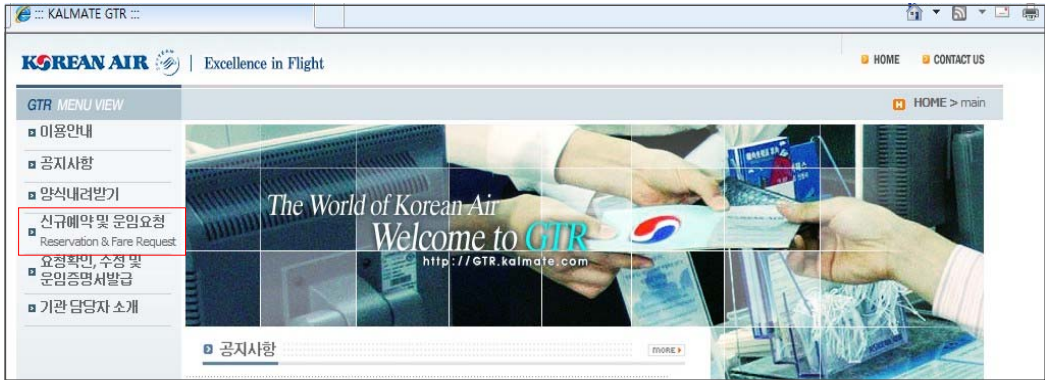 ::: KALMATE GTR :::
KOREAN AIR | Excellence in Flight
HOME
CONTACT US
GTR MENU VIEW
H HOME > main
이용안내
공지사항
양식내려받기
신규예약 및 운임요청
Reservation & Fare Request
요청확인, 수정 및
운임증명서발급
기관 담당자 소개
The World of Korean Air
Welcome to GTR
http://GTR.kalmate.com
공지사항
MORE